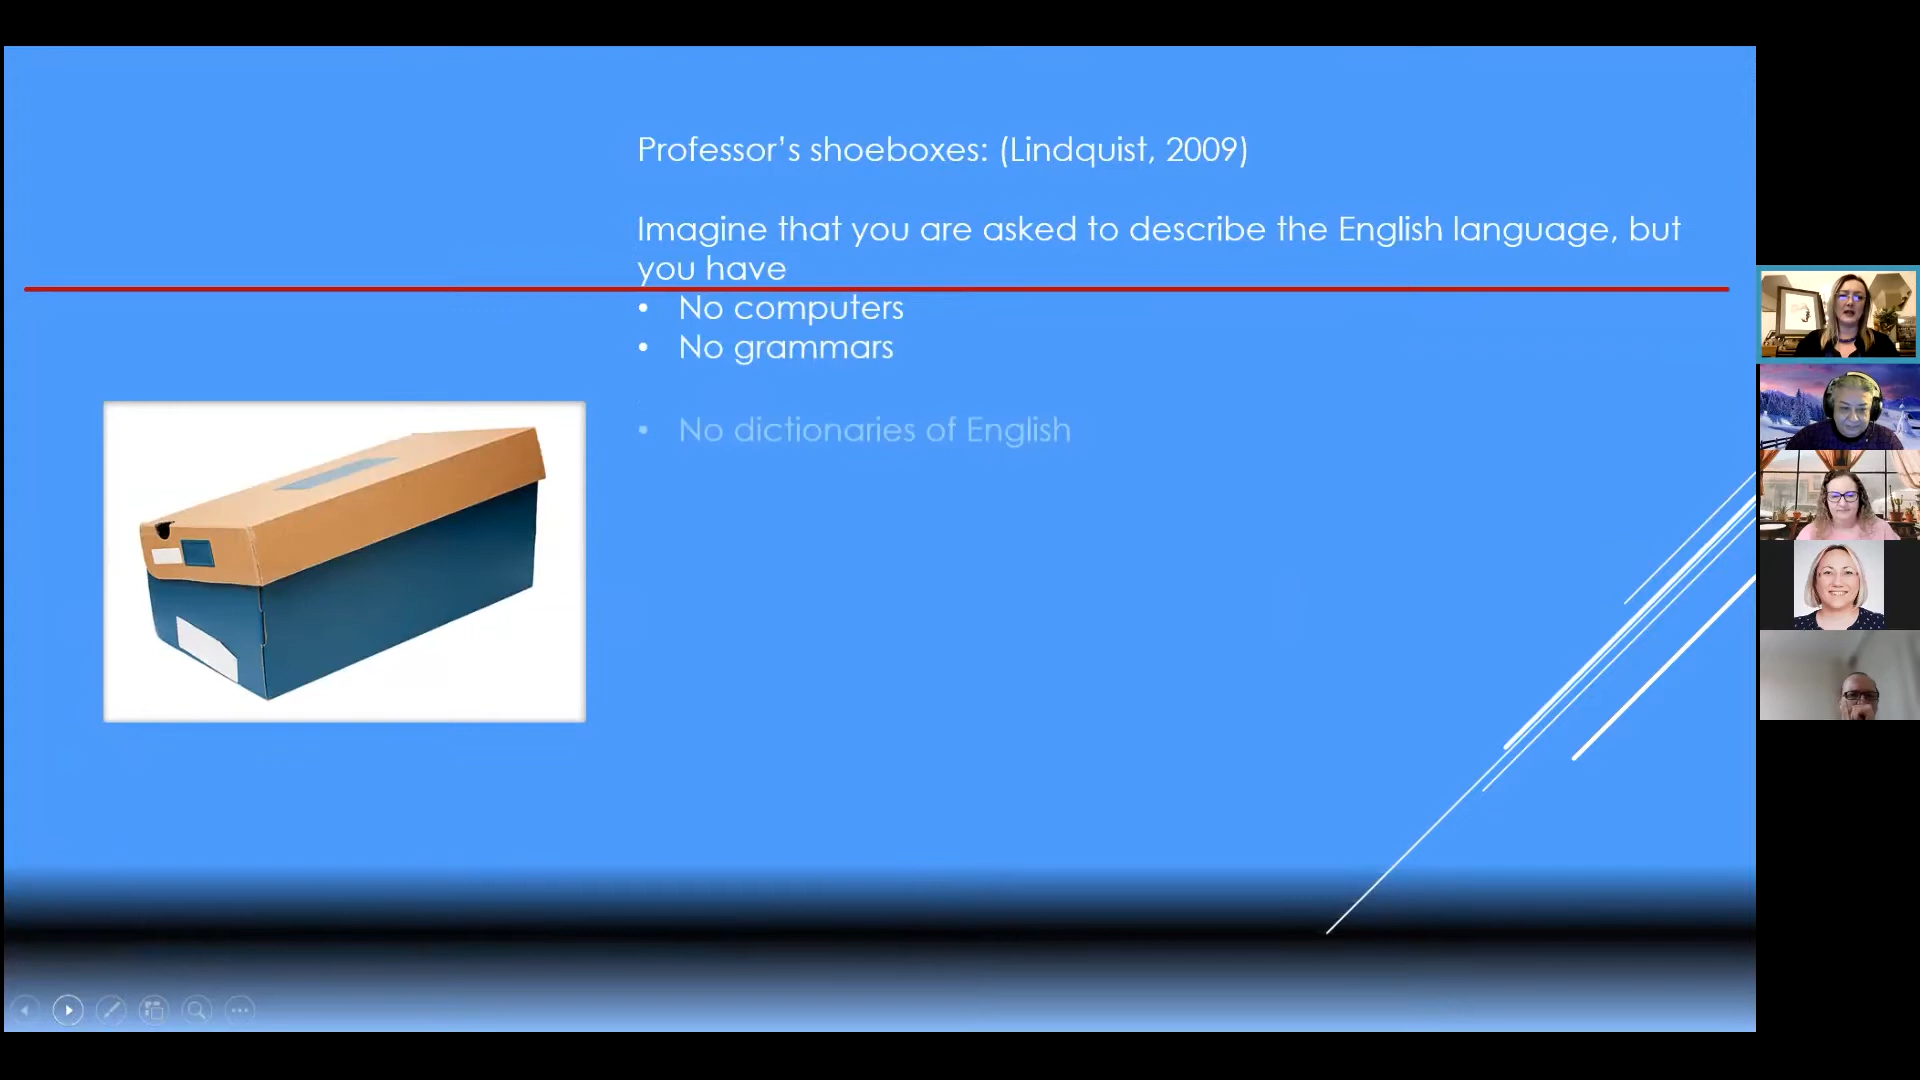 Professor’s shoeboxes: (Lindquist, 2009)
Imagine that you are asked to describe the English language, but
you have
• No computers
• No grammars
• No dictionaries of English